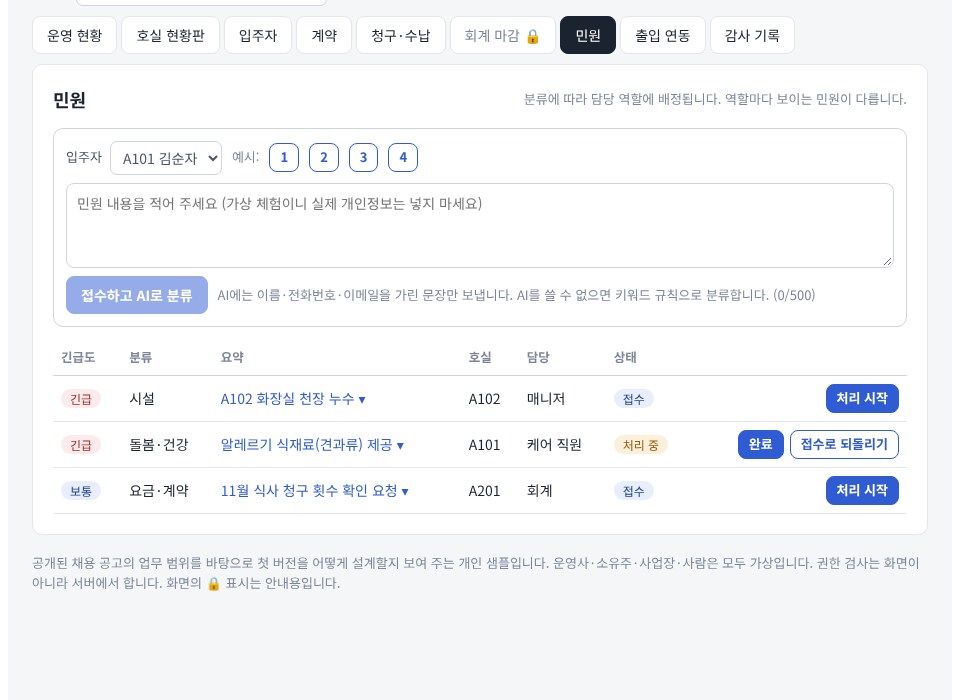 운영 현황 호실 현황판 입주자 계약 청구·수납 회계 마감 🔒 민원 출입 연동 감사 기록
민원 분류에 따라 담당 역할에 배정됩니다. 역할마다 보이는 민원이 다릅니다.
입주자 A101 김순자 예시: 1 2 3 4
민원 내용을 적어 주세요 (가상 체험이니 실제 개인정보는 넣지 마세요)
접수하고 AI로 분류 AI에는 이름·전화번호·이메일을 가린 문장만 보냅니다. AI를 쓸 수 없으면 키워드 규칙으로 분류합니다. (0/500)
긴급도 분류 요약 호실 담당 상태
긴급 시설 A102 화장실 천장 누수 ▾ A102 매니저 접수 처리 시작
긴급 돌봄·건강 알레르기 식재료(견과류) 제공 ▾ A101 케어 직원 처리 중 완료 접수로 되돌리기
보통 요금·계약 11월 식사 청구 횟수 확인 요청 ▾ A201 회계 접수 처리 시작
공개된 채용 공고의 업무 범위를 바탕으로 첫 버전을 어떻게 설계할지 보여 주는 개인 샘플입니다. 운영사·소유주·사업장·사람은 모두 가상입니다. 권한 검사는 화면이
아니라 서버에서 합니다. 화면의 🔒 표시는 안내용입니다.